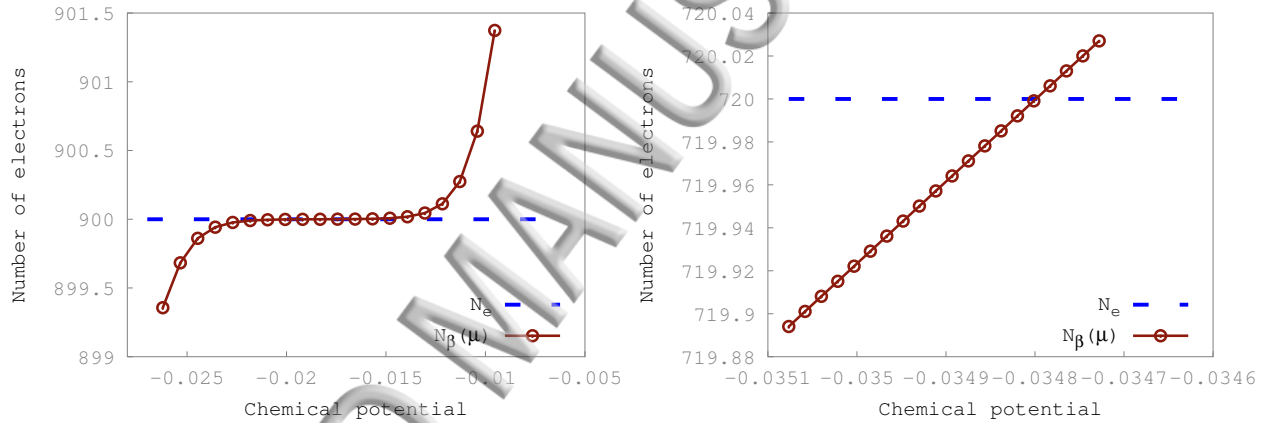 901.5
901
900.5
900
899.5
899
−0.025 −0.02 −0.015 −0.01 −0.005
Number of electrons
Chemical potential
Ne
Nβ(μ)
720.04
720.02
720
719.98
719.96
719.94
719.92
719.9
719.88
−0.0351 −0.035 −0.0349 −0.0348 −0.0347 −0.0346
Number of electrons
Chemical potential
Ne
Nβ(μ)
MANUS